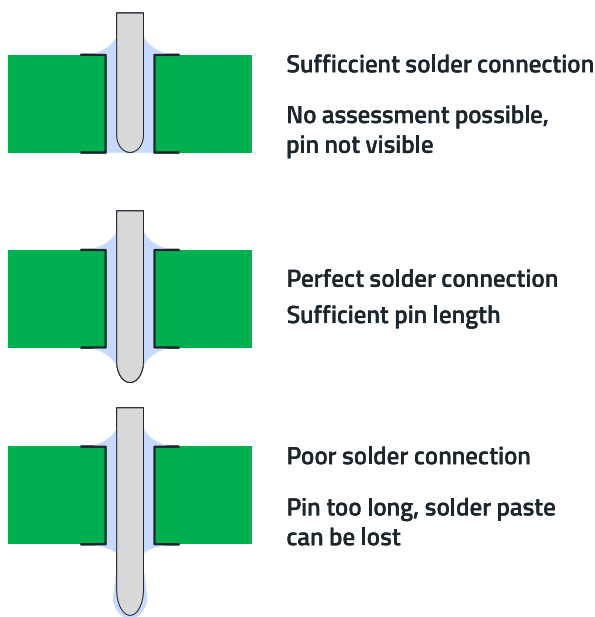 Sufficcient solder connection
No assessment possible,
pin not visible
Perfect solder connection
Sufficient pin length
Poor solder connection
Pin too long, solder paste
can be lost